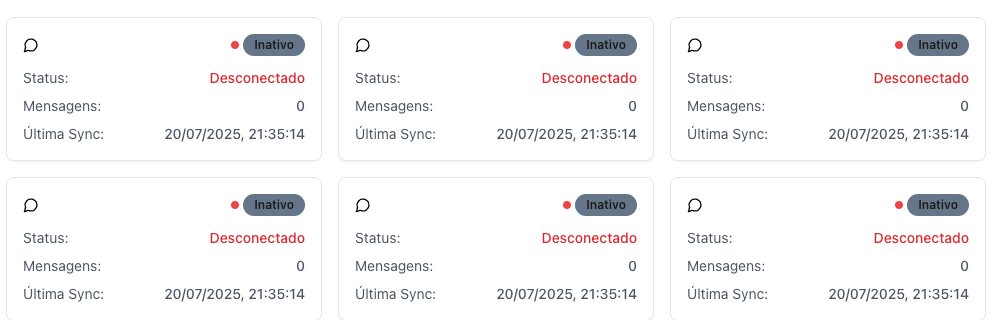 Inativo Inativo Inativo
Status: Desconectado Status: Desconectado Status: Desconectado
Mensagens: 0 Mensagens: 0 Mensagens: 0
Última Sync: 20/07/2025, 21:35:14 Última Sync: 20/07/2025, 21:35:14 Última Sync: 20/07/2025, 21:35:14
Inativo Inativo Inativo
Status: Desconectado Status: Desconectado Status: Desconectado
Mensagens: 0 Mensagens: 0 Mensagens: 0
Última Sync: 20/07/2025, 21:35:14 Última Sync: 20/07/2025, 21:35:14 Última Sync: 20/07/2025, 21:35:14